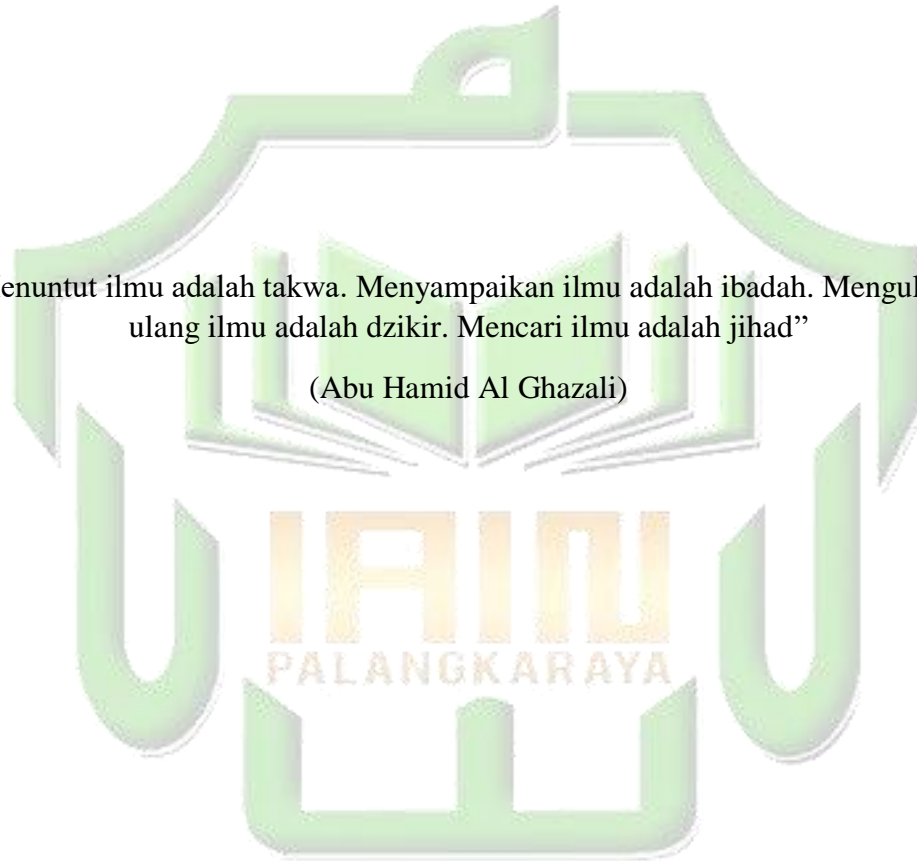 enuntut ilmu adalah takwa. Menyampaikan ilmu adalah ibadah. Mengul
ulang ilmu adalah dzikir. Mencari ilmu adalah jihad”
(Abu Hamid Al Ghazali)
IAIN
PALANGKARAYA